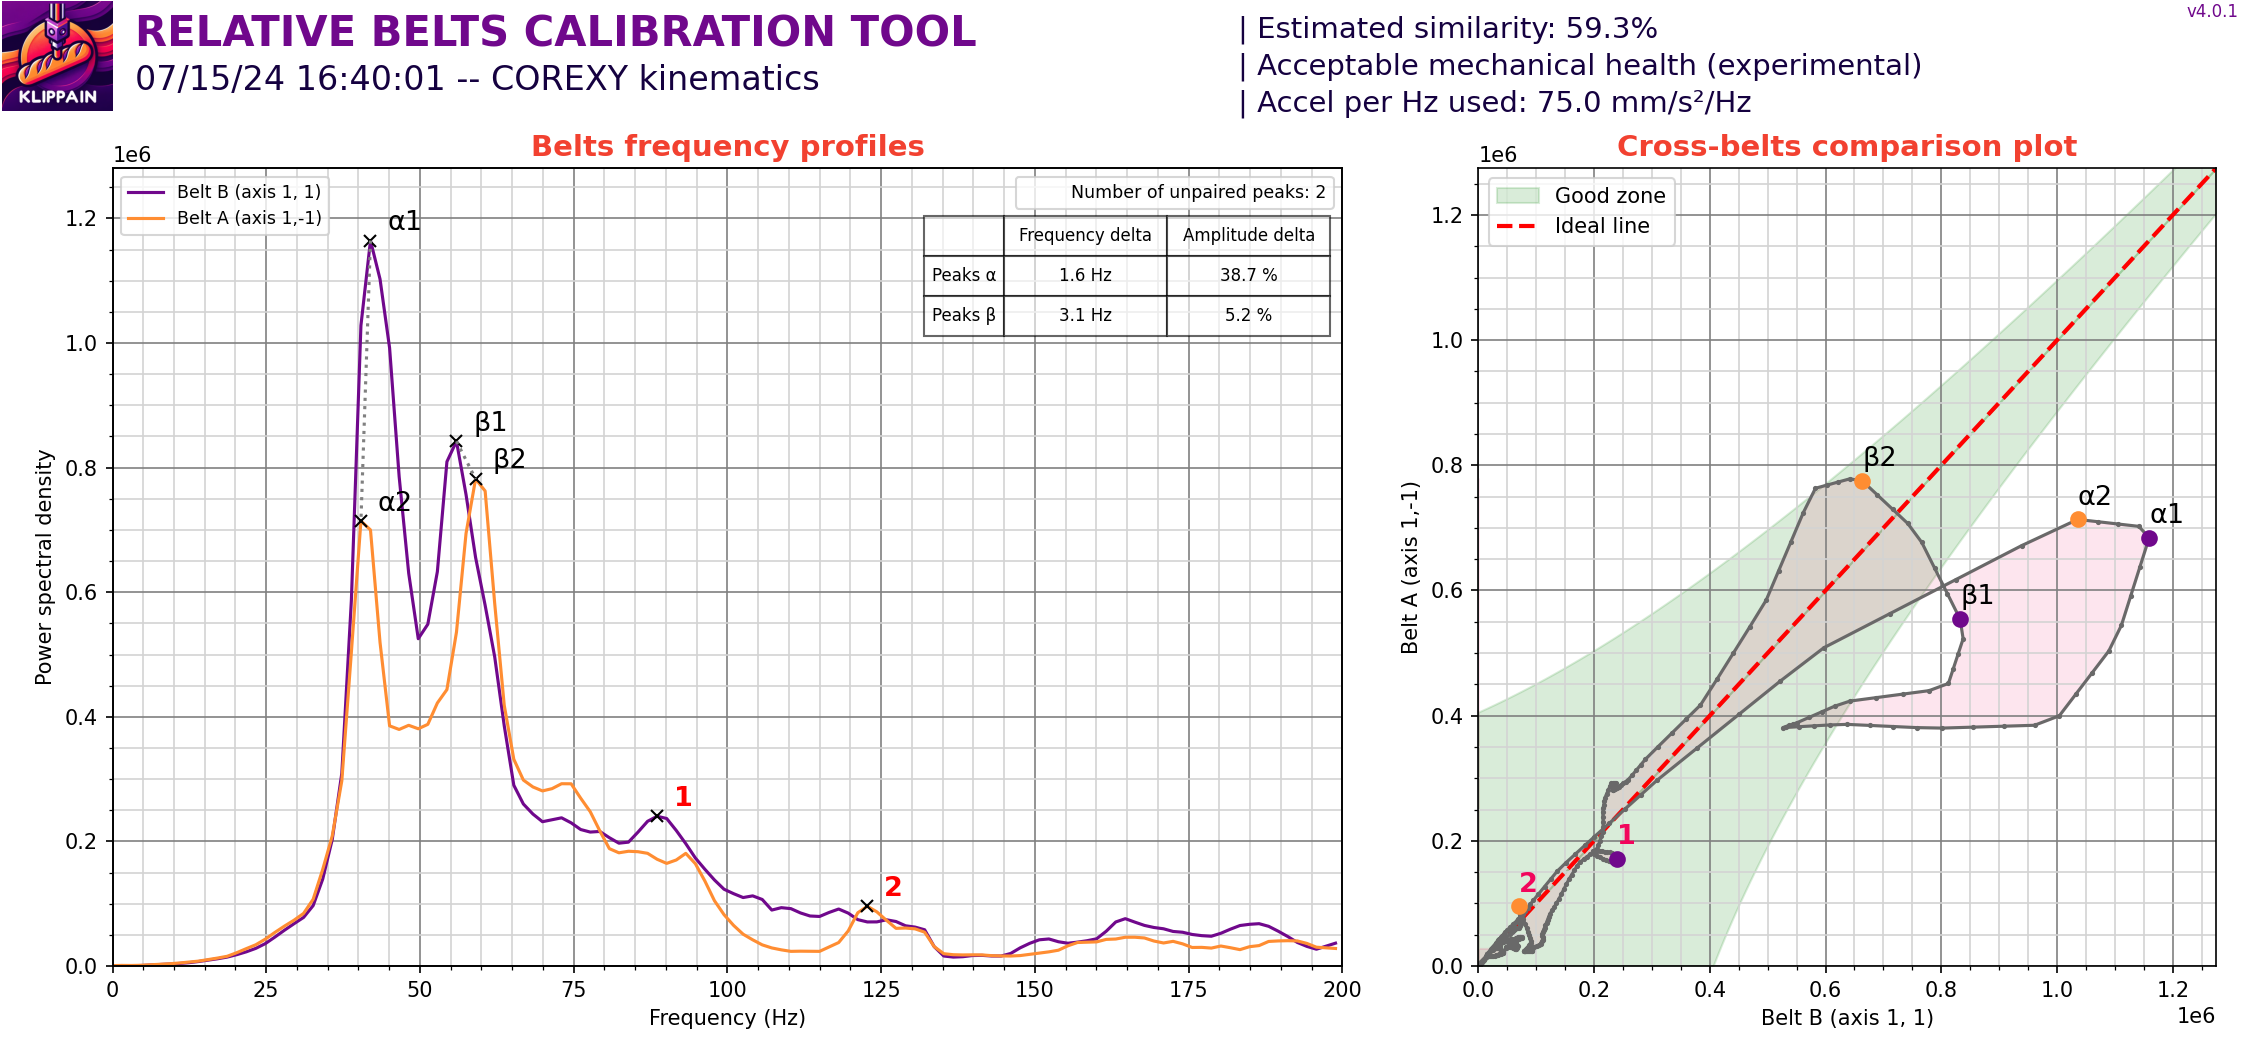 KLIPPAIN
RELATIVE BELTS CALIBRATION TOOL
07/15/24 16:40:01 -- COREXY kinematics
| Estimated similarity: 59.3%
| Acceptable mechanical health (experimental)
| Accel per Hz used: 75.0 mm/s²/Hz
v4.0.1
Belts frequency profiles
1e6
Belt B (axis 1, 1)
Belt A (axis 1,-1)
Number of unpaired peaks: 2
Frequency delta Amplitude delta
Peaks α 1.6 Hz 38.7 %
Peaks β 3.1 Hz 5.2 %
α1
α2
β1
β2
1
2
1.2
1.0
0.8
0.6
0.4
0.2
0.0
Power spectral density
0 25 50 75 100 125 150 175 200
Frequency (Hz)
Cross-belts comparison plot
1e6
Good zone
Ideal line
β2
α2
α1
β1
1
2
1.2
1.0
0.8
0.6
0.4
0.2
0.0
Belt A (axis 1,-1)
0.0 0.2 0.4 0.6 0.8 1.0 1.2
Belt B (axis 1, 1)
1e6